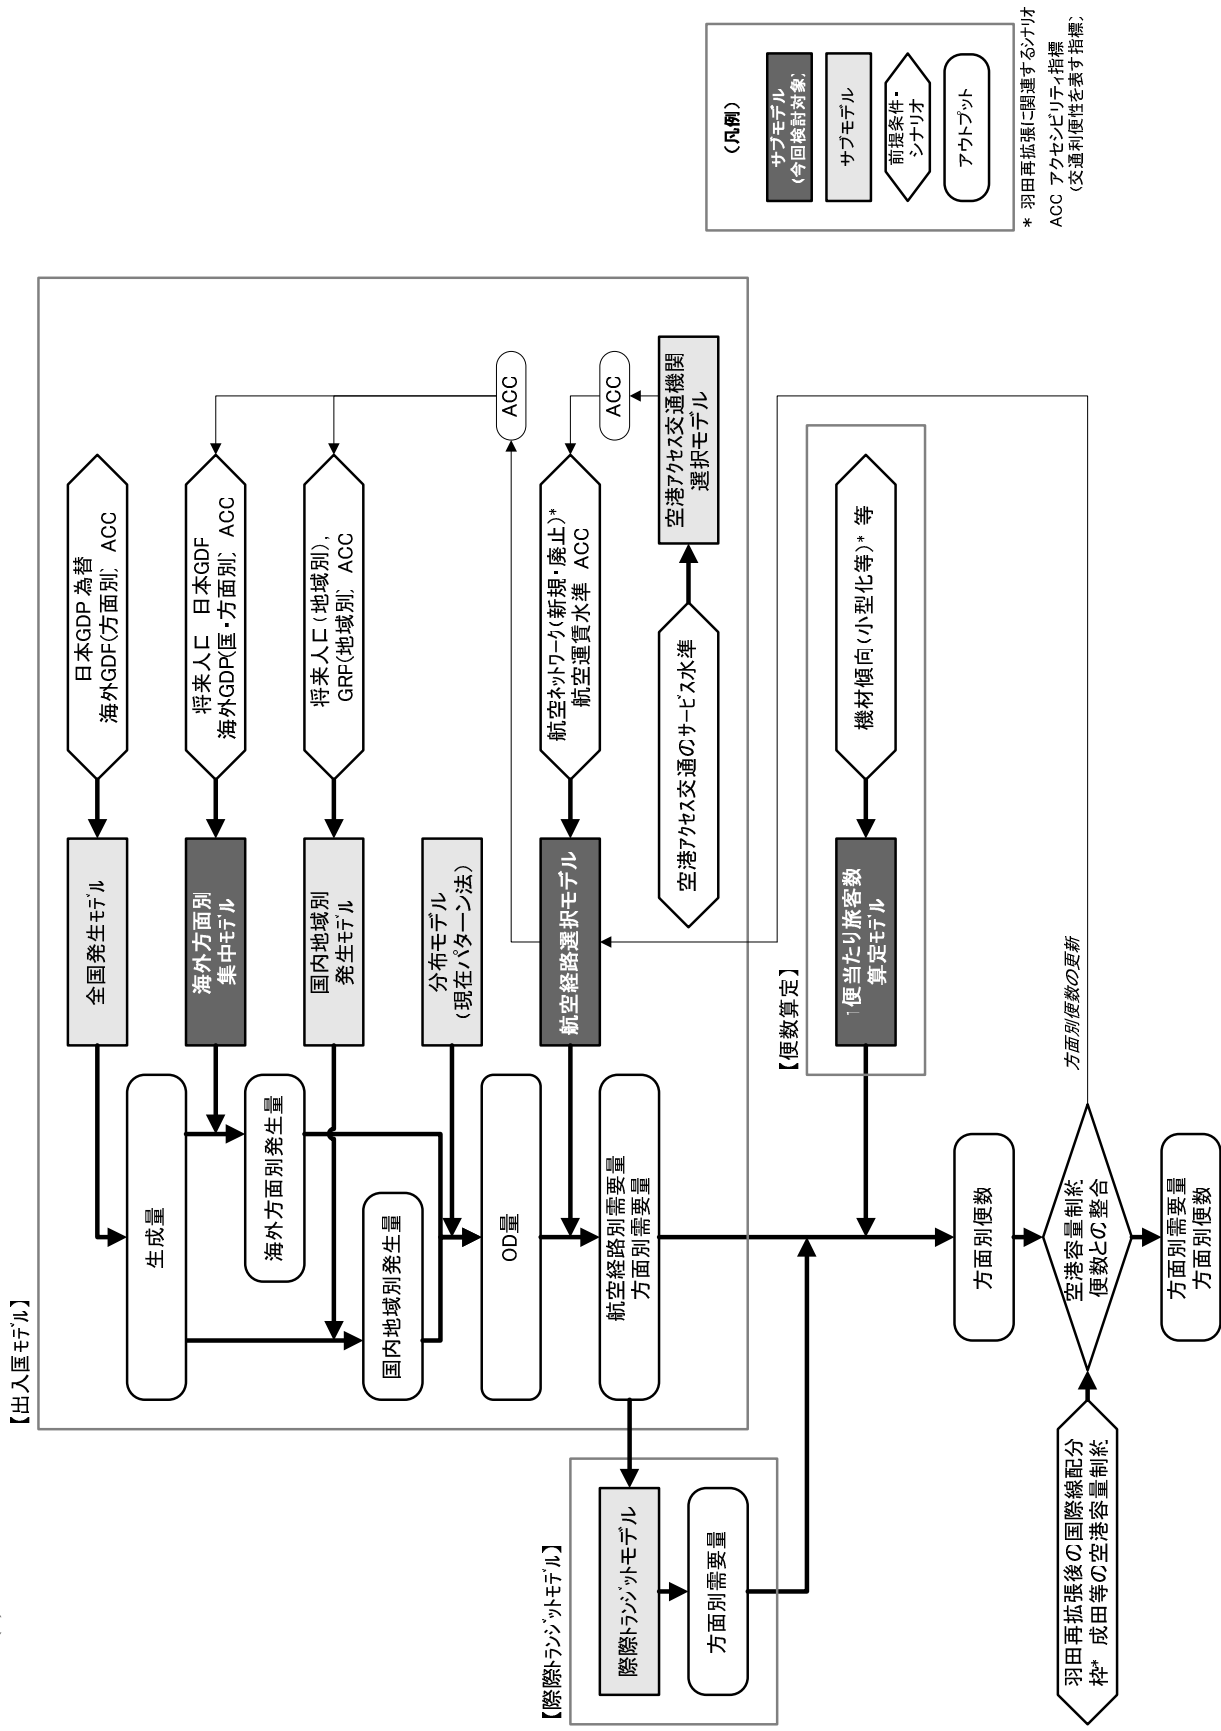 【出入国モデル】
日本GDP 為替
海外GDF(方面別、ACC
全国発生モデル
生成量
将来人口 日本GDF
海外GDP(国・方面別、ACC
海外方面別
集中モデル
海外方面別発生量
将来人口(地域別),
GRF(地域別、ACC
国内地域別
発生モデル
国内地域別発生量
分布モデル
(現在パターン法)
OD量
ACC
航空ネットワーク(新規・廃止)*
航空運賃水準 ACC
航空経路選択モデル
航空経路別需要量
方面別需要量
ACC
空港アクセス交通機関
選択モデル
空港アクセス交通のサービス水準
【際際トランジットモデル】
際際トランジットモデル
方面別需要量
【便数算定】
機材傾向(小型化等)* 等
便当たり旅客数
算定モデル
方面別便数
方面別便数の更新
空港容量制約
便数との整合
羽田再拡張後の国際線配分
枠* 成田等の空港容量制約
方面別需要量
方面別便数
(凡例)
サブモデル
(今回検討対象、
サブモデル
前提条件・
シナリオ
アウトプット
* 羽田再拡張に関連するシナリオ
ACC アクセシビリティ指標
(交通利便性を表す指標、